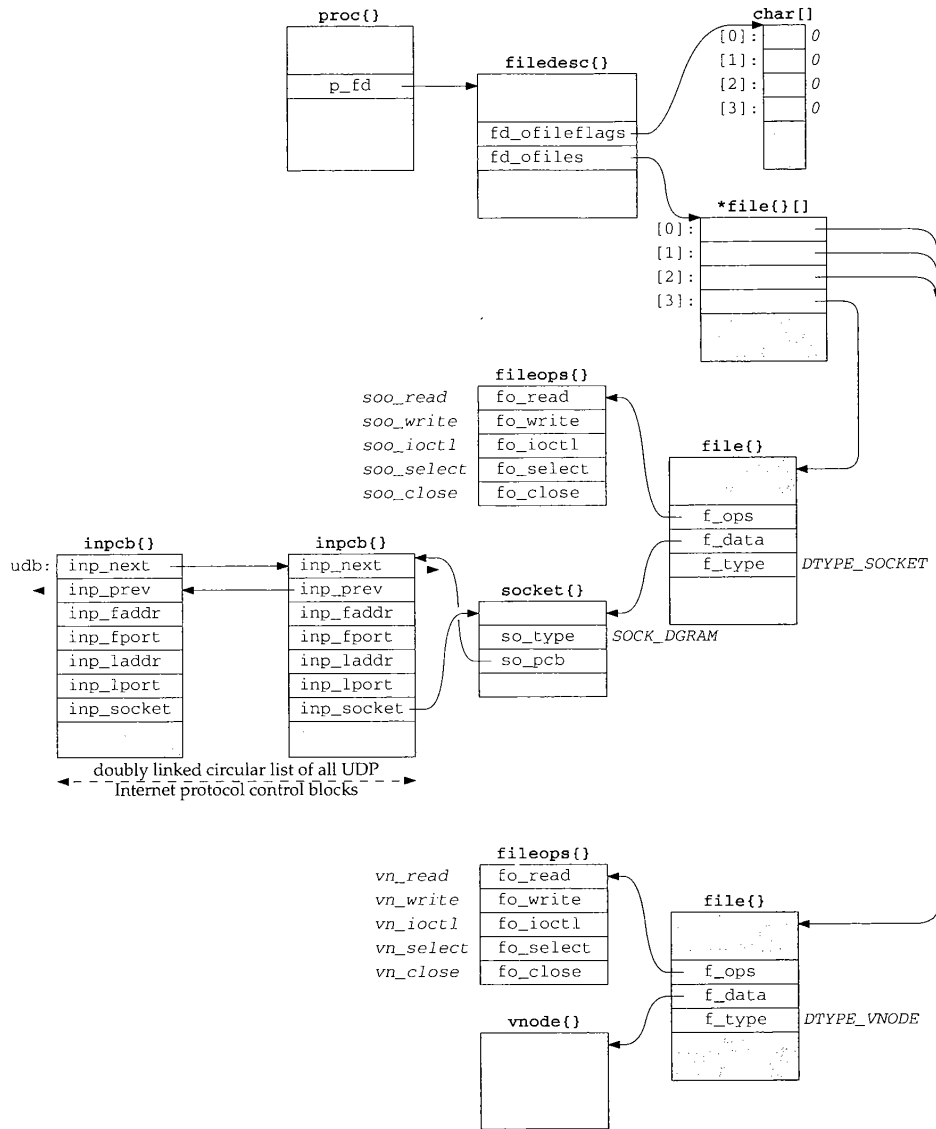 proc{}
p_fd
filedesc{}
fd_ofileflags
fd_ofiles
char[]
[0]: 0
[1]: 0
[2]: 0
[3]: 0
*file{}[]
[0]:
[1]:
[2]:
[3]:
fileops{}
soo_read fo_read
soo_write fo_write
soo_ioctl fo_ioctl
soo_select fo_select
soo_close fo_close
file{}
f_ops
f_data
f_type DTYPE_SOCKET
inpcb{}
udb: inp_next
inp_prev
inp_faddr
inp_fport
inp_laddr
inp_lport
inp_socket
inpcb{}
inp_next
inp_prev
inp_faddr
inp_fport
inp_laddr
inp_lport
inp_socket
socket{}
so_type SOCK_DGRAM
so_pcb
doubly linked circular list of all UDP
Internet protocol control blocks
fileops{}
vn_read fo_read
vn_write fo_write
vn_ioctl fo_ioctl
vn_select fo_select
vn_close fo_close
file{}
f_ops
f_data
f_type DTYPE_VNODE
vnode{}